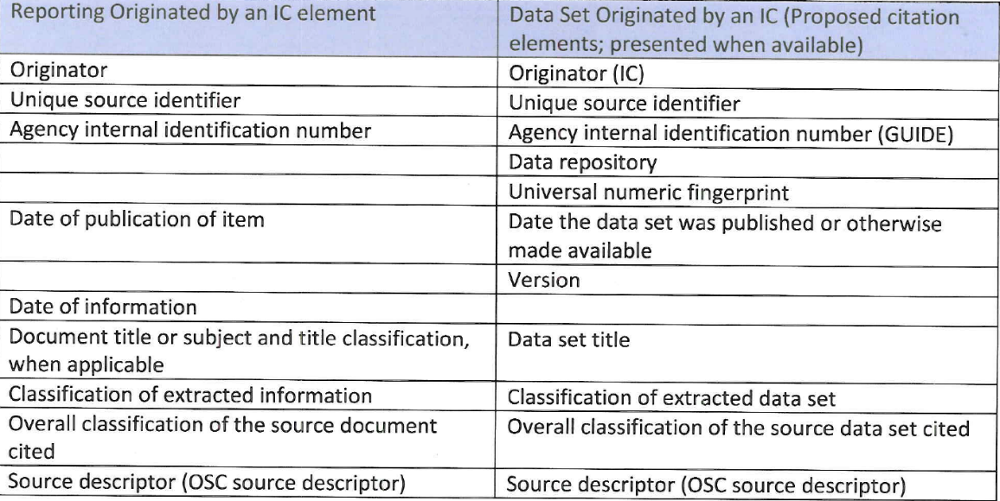 Reporting Originated by an IC element
Data Set Originated by an IC (Proposed citation
elements; presented when available)
Originator
Originator (IC)
Unique source identifier
Unique source identifier
Agency internal identification number
Agency internal identification number (GUIDE)
Data repository
Universal numeric fingerprint
Date of publication of item
Date the data set was published or otherwise
made available
Version
Date of information
Document title or subject and title classification,
when applicable
Data set title
Classification of extracted information
Classification of extracted data set
Overall classification of the source document
cited
Overall classification of the source data set cited
Source descriptor (OSC source descriptor)
Source descriptor (OSC source descriptor)